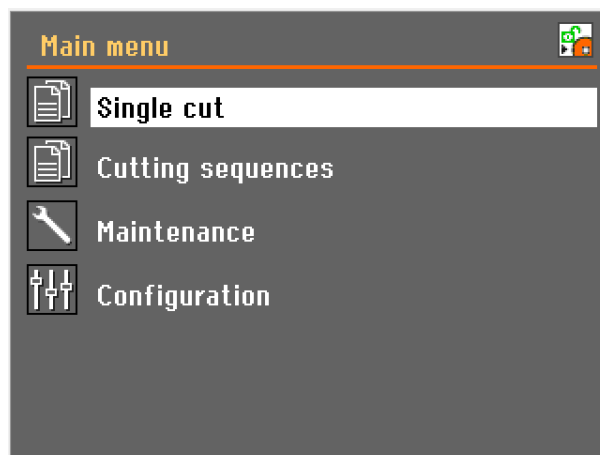 Main menu
Single cut
Cutting sequences
Maintenance
Configuration